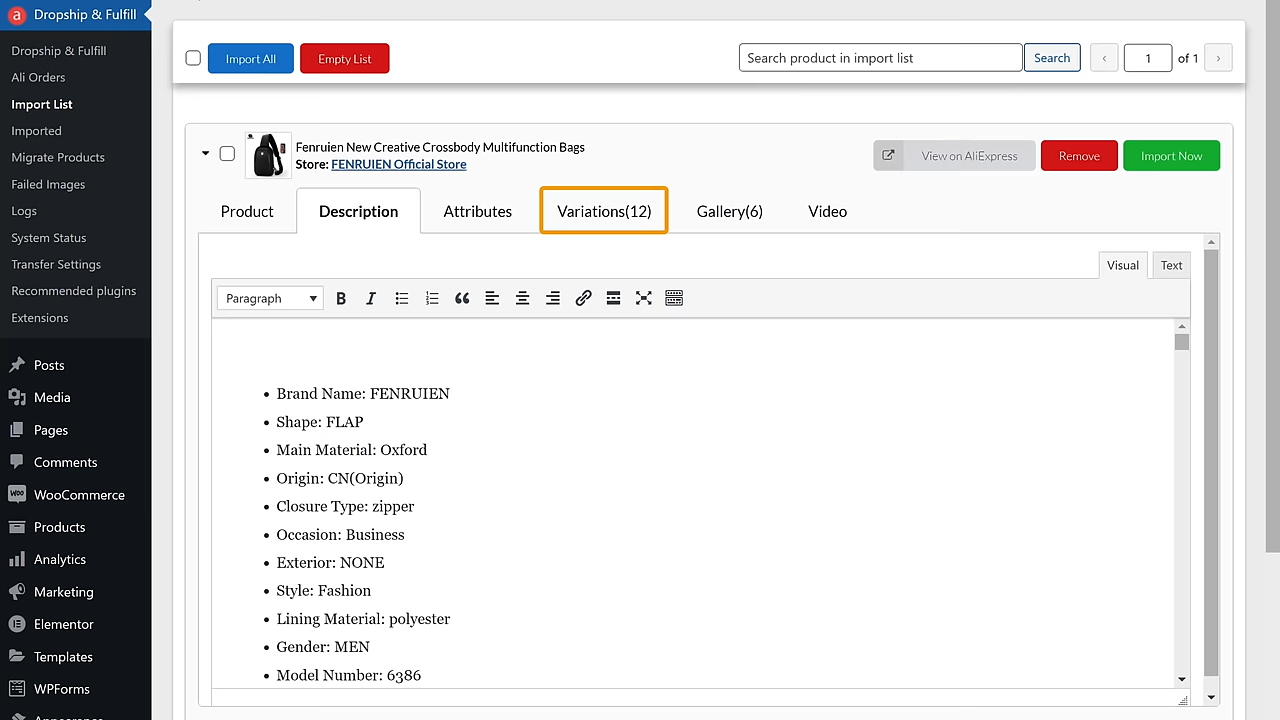 a Dropship & Fulfill
Dropship & Fulfill
Ali Orders
Import List
Imported
Migrate Products
Failed Images
Logs
System Status
Transfer Settings
Recommended plugins
Extensions
Posts
Media
Pages
Comments
WooCommerce
Products
Analytics
Marketing
Elementor
Templates
WPForms
Appearance
Import All
Empty List
Search product in import list
Search
‹
1
of 1
›
Fenruien New Creative Crossbody Multifunction Bags
Store: FENRUIEN Official Store
View on AliExpress
Remove
Import Now
Product
Description
Attributes
Variations(12)
Gallery(6)
Video
Visual
Text
Paragraph
B
I
Brand Name: FENRUIEN
Shape: FLAP
Main Material: Oxford
Origin: CN(Origin)
Closure Type: zipper
Occasion: Business
Exterior: NONE
Style: Fashion
Lining Material: polyester
Gender: MEN
Model Number: 6386